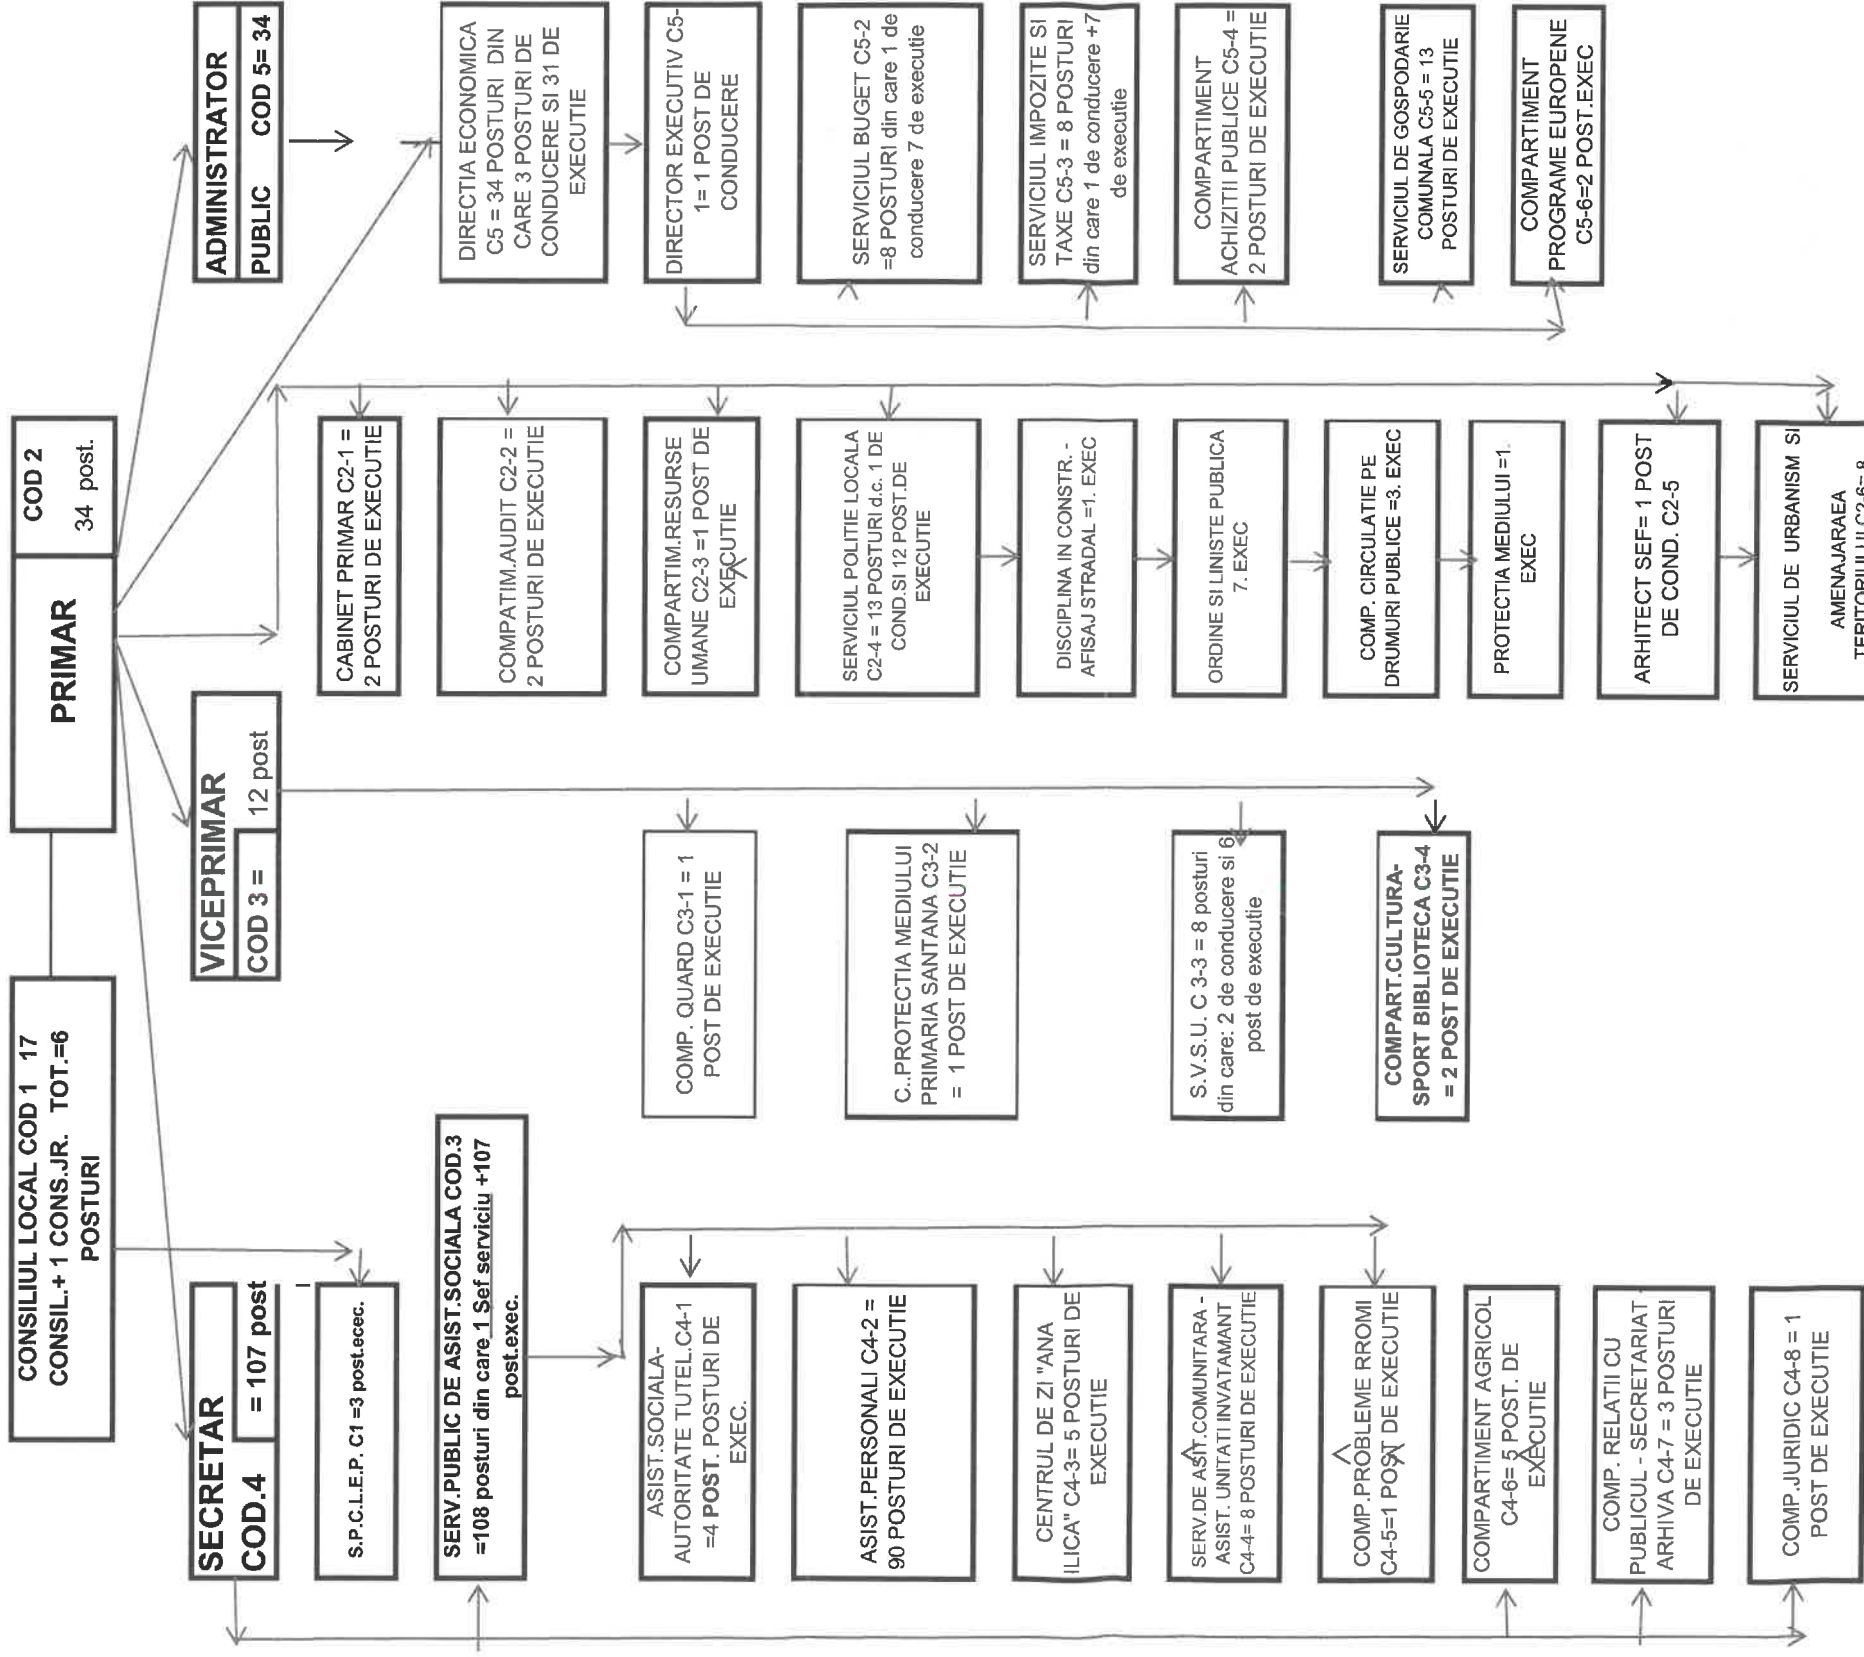 CONSILIUL LOCAL COD 1 17
CONSIL.+ 1 CONS.JR. TOT.=6
POSTURI
PRIMAR
COD 2
34 post.
SECRETAR
COD.4
= 107 post
VICEPRIMAR
COD 3 =
12 post
ADMINISTRATOR
PUBLIC COD 5= 34
S.P.C.L.E.P. C1 =3 post.ecec.
SERV.PUBLIC DE ASIST.SOCIALA COD.3
=108 posturi din care 1 Sef serviciu +107
post.exec.
ASIST.SOCIALA-
AUTORITATE TUTEL.C4-1
=4 POST. POSTURI DE
EXEC.
ASIST.PERSONALI C4-2 =
90 POSTURI DE EXECUTIE
CENTRUL DE ZI "ANA
ILICA" C4-3= 5 POSTURI DE
EXECUTIE
SERV.DE ASIT.COMUNITARA -
ASIST. UNITATI INVATAMANT
C4-4= 8 POSTURI DE EXECUTIE
COMP.PROBLEME RROMI
C4-5=1 POST DE EXECUTIE
COMPARTIMENT AGRICOL
C4-6= 5 POST. DE
EXECUTIE
COMP. RELATII CU
PUBLICUL - SECRETARIAT-
ARHIVA C4-7 = 3 POSTURI
DE EXECUTIE
COMP.JURIDIC C4-8 = 1
POST DE EXECUTIE
COMP. QUARD C3-1 = 1
POST DE EXECUTIE
C..PROTECTIA MEDIULUI
PRIMARIA SANTANA C3-2
= 1 POST DE EXECUTIE
S.V.S.U. C 3-3 = 8 posturi
din care: 2 de conducere si 6
post de executie
COMPART.CULTURA-
SPORT BIBLIOTECA C3-4
= 2 POST DE EXECUTIE
CABINET PRIMAR C2-1 =
2 POSTURI DE EXECUTIE
COMPATIM.AUDIT C2-2 =
2 POSTURI DE EXECUTIE
COMPARTIM.RESURSE
UMANE C2-3 =1 POST DE
EXECUTIE
SERVICIUL POLITIE LOCALA
C2-4 = 13 POSTURI d.c. 1 DE
COND.SI 12 POST.DE
EXECUTIE
DISCIPLINA IN CONSTR. -
AFISAJ STRADAL =1. EXEC
ORDINE SI LINISTE PUBLICA
7. EXEC
COMP. CIRCULATIE PE
DRUMURI PUBLICE =3. EXEC
PROTECTIA MEDIULUI =1.
EXEC
ARHITECT SEF= 1 POST
DE COND. C2-5
SERVICIUL DE URBANISM SI
AMENAJARAEA
TERITORIULUI C2-6= 8
DIRECTIA ECONOMICA
C5 = 34 POSTURI DIN
CARE 3 POSTURI DE
CONDUCERE SI 31 DE
EXECUTIE
DIRECTOR EXECUTIV C5-
1= 1 POST DE
CONDUCERE
SERVICIUL BUGET C5-2
=8 POSTURI din care 1 de
conducere 7 de executie
SERVICIUL IMPOZITE SI
TAXE C5-3 = 8 POSTURI
din care 1 de conducere +7
de executie
COMPARTIMENT
ACHIZITII PUBLICE C5-4 =
2 POSTURI DE EXECUTIE
SERVICIUL DE GOSPODARIE
COMUNALA C5-5 = 13
POSTURI DE EXECUTIE
COMPARTIMENT
PROGRAME EUROPENE
C5-6=2 POST.EXEC